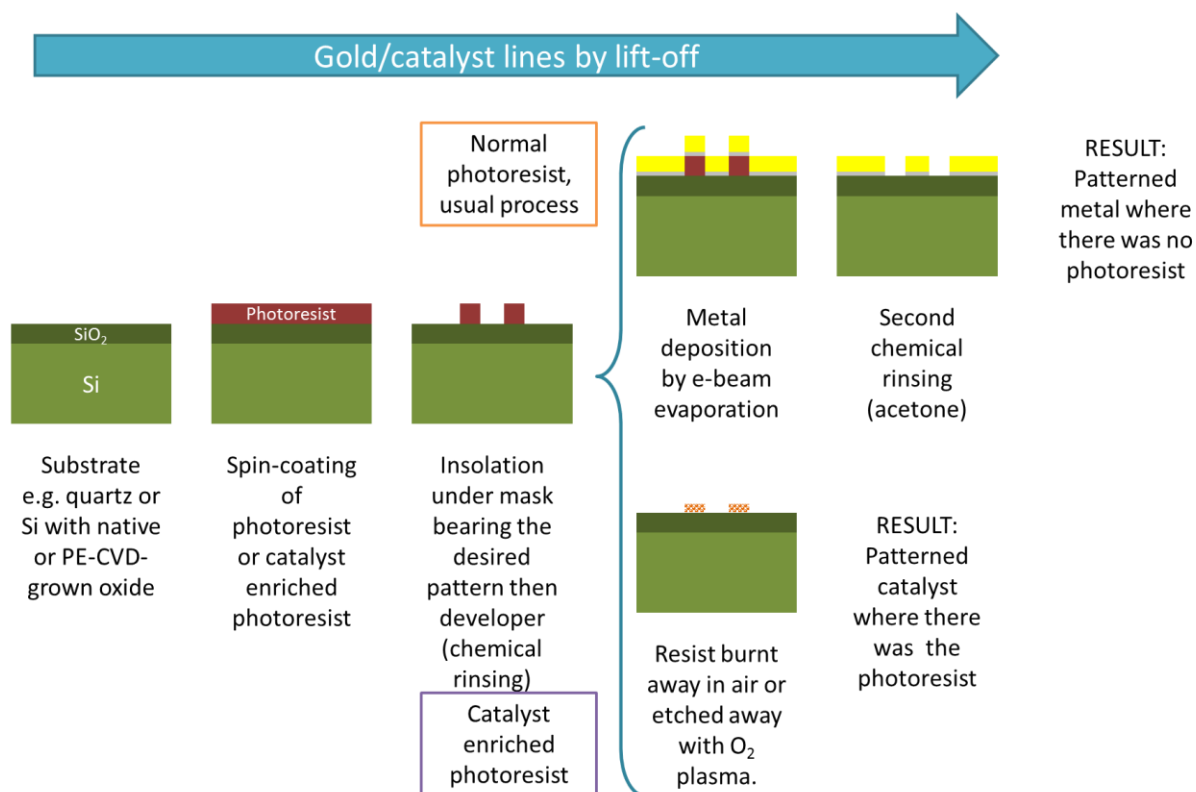 Gold/catalyst lines by lift-off
Normal
photoresist,
usual process
RESULT:
Patterned
metal where
there was no
photoresist
Photoresist
SiO₂
Si
Metal
deposition
by e-beam
evaporation
Second
chemical
rinsing
(acetone)
Substrate
e.g. quartz or
Si with native
or PE-CVD-
grown oxide
Spin-coating
of
photoresist
or catalyst
enriched
photoresist
Insolation
under mask
bearing the
desired
pattern then
developer
(chemical
rinsing)
Catalyst
enriched
photoresist
Resist burnt
away in air or
etched away
with O₂
plasma.
RESULT:
Patterned
catalyst
where there
was the
photoresist